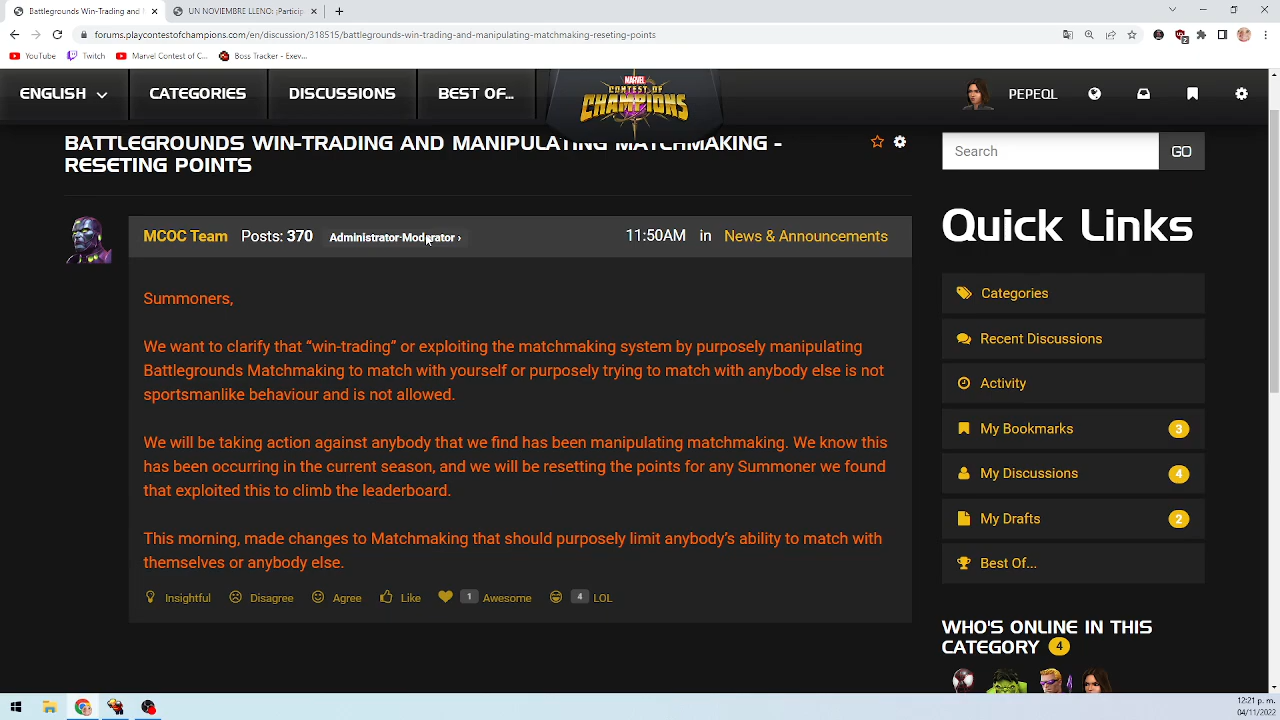 Battlegrounds Win-Trading and
UN NOVIEMBRE LLENO: ¡Particip
forums.playcontestofchampions.com/en/discussion/318515/battlegrounds-win-trading-and-manipulating-matchmaking-reseting-points
YouTube
Twitch
Marvel Contest of C...
Boss Tracker - Exev...
ENGLISH
CATEGORIES
DISCUSSIONS
BEST OF...
MARVEL
CONTEST OF
CHAMPIONS
PEPEQL
BATTLEGROUNDS WIN-TRADING AND MANIPULATING MATCHMAKING -
RESETING POINTS
Search
GO
MCOC Team Posts: 370 Administrator-Moderator ›
11:50AM in News & Announcements
Summoners,
We want to clarify that “win-trading” or exploiting the matchmaking system by purposely manipulating
Battlegrounds Matchmaking to match with yourself or purposely trying to match with anybody else is not
sportsmanlike behaviour and is not allowed.
We will be taking action against anybody that we find has been manipulating matchmaking. We know this
has been occurring in the current season, and we will be resetting the points for any Summoner we found
that exploited this to climb the leaderboard.
This morning, made changes to Matchmaking that should purposely limit anybody’s ability to match with
themselves or anybody else.
Insightful Disagree Agree Like 1 Awesome 4 LOL
Quick Links
Categories
Recent Discussions
Activity
My Bookmarks 3
My Discussions 4
My Drafts 2
Best Of...
WHO'S ONLINE IN THIS
CATEGORY 4
12:21 p. m.
04/11/2022